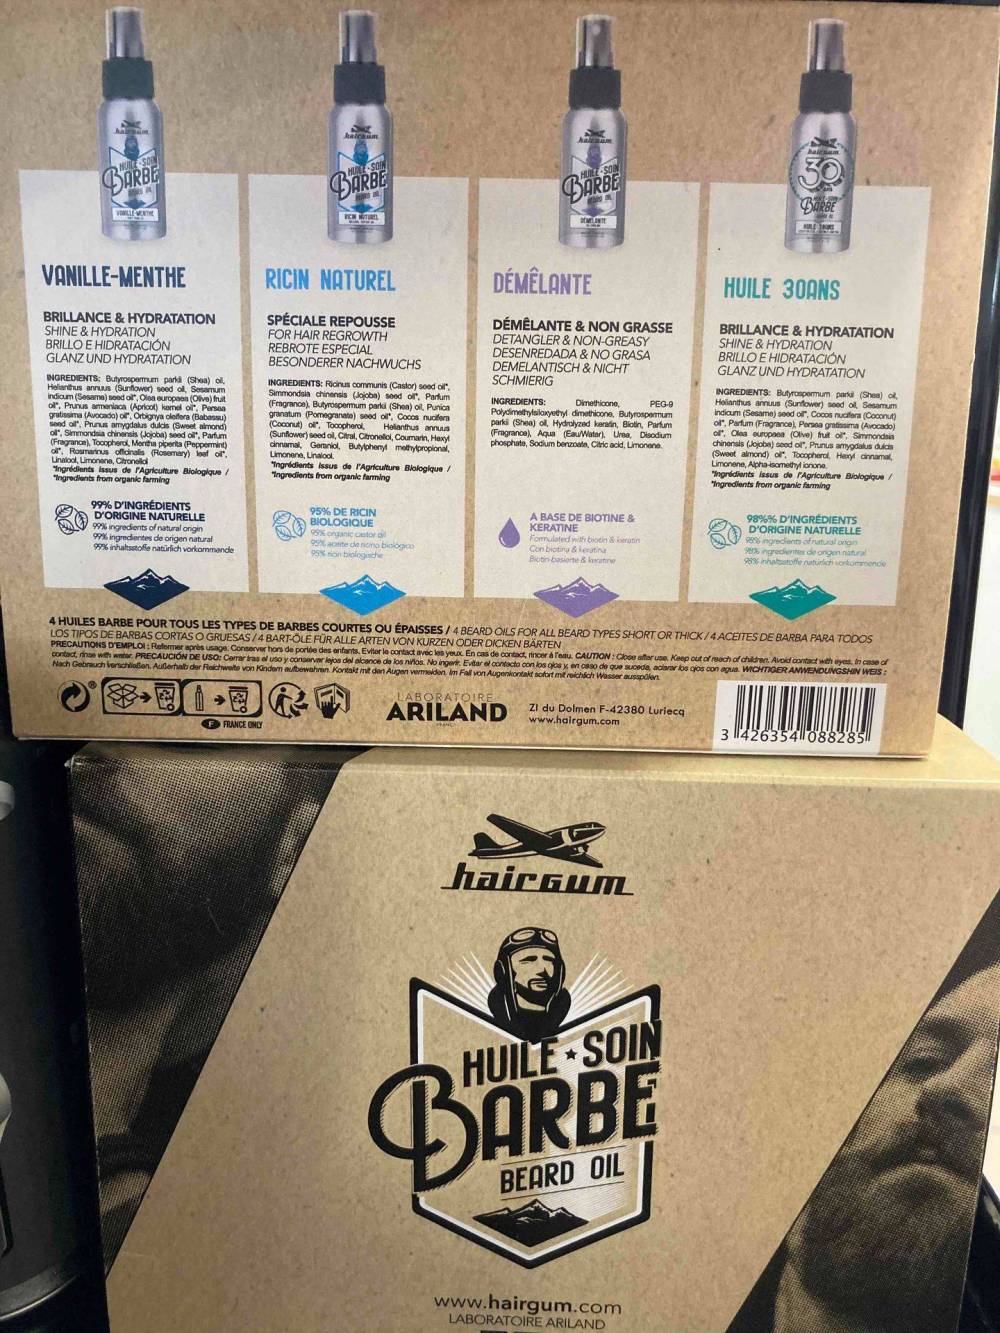 hairgum
HUILE-SOIN
BARBE
BEARD OIL
VANILLE-MENTHE
hairgum
HUILE-SOIN
BARBE
BEARD OIL
RICIN NATUREL
hairgum
HUILE-SOIN
BARBE
BEARD OIL
DÉMÊLANTE
hairgum
30
ANS
BARBE
HUILE 30ANS
VANILLE-MENTHE
BRILLANCE & HYDRATATION
SHINE & HYDRATION
BRILLO E HIDRATACIÓN
GLANZ UND HYDRATATION
INGREDIENTS: Butyrospermum parkii (Shea) oil,
Helianthus annuus (Sunflower) seed oil, Sesamum
indicum (Sesame) seed oil*, Olea europaea (Olive) fruit
oil*, Prunus armeniaca (Apricot) kernel oil*, Persea
gratissima (Avocado) oil*, Orbignya oleifera (Babassu)
seed oil*, Prunus amygdalus dulcis (Sweet almond)
oil*, Simmondsia chinensis (Jojoba) seed oil*, Parfum
(Fragrance), Tocopherol, Mentha piperita (Peppermint)
oil*, Rosmarinus officinalis (Rosemary) leaf oil*,
Linalool, Limonene, Citronellol
*Ingrédients issus de l'Agriculture Biologique /
*Ingredients from organic farming
99% D'INGRÉDIENTS
D'ORIGINE NATURELLE
99% ingredients of natural origin
99% ingredientes de origen natural
99% inhaltsstoffe natürlich vorkommende
RICIN NATUREL
SPÉCIALE REPOUSSE
FOR HAIR REGROWTH
REBROTE ESPECIAL
BESONDERER NACHWUCHS
INGREDIENTS: Ricinus communis (Castor) seed oil*,
Simmondsia chinensis (Jojoba) seed oil*, Parfum
(Fragrance), Butyrospermum parkii (Shea) oil, Punica
granatum (Pomegranate) seed oil*, Cocos nucifera
(Coconut) oil*, Tocopherol, Helianthus annuus
(Sunflower) seed oil, Citral, Citronellol, Coumarin, Hexyl
cinnamal, Geraniol, Butylphenyl methylpropional,
Limonene, Linalool.
*Ingrédients issus de l'Agriculture Biologique /
*Ingredients from organic farming
95% DE RICIN
BIOLOGIQUE
95% organic castor oil
95% aceite de ricino biológico
95% rizin biologische
DÉMÊLANTE
DÉMÊLANTE & NON GRASSE
DETANGLER & NON-GREASY
DESENREDADA & NO GRASA
DEMELANTISCH & NICHT
SCHMIERIG
INGREDIENTS: Dimethicone, PEG-9
Polydimethylsiloxyethyl dimethicone, Butyrospermum
parkii (Shea) oil, Hydrolyzed keratin, Biotin, Parfum
(Fragrance), Aqua (Eau/Water), Urea, Disodium
phosphate, Sodium benzoate, Citric acid, Limonene.
A BASE DE BIOTINE &
KERATINE
Formulated with biotin & keratin
Con biotina & keratina
Biotin-basierte & keratine
HUILE 30ANS
BRILLANCE & HYDRATATION
SHINE & HYDRATION
BRILLO E HIDRATACIÓN
GLANZ UND HYDRATATION
INGREDIENTS: Butyrospermum parkii (Shea) oil,
Helianthus annuus (Sunflower) seed oil, Sesamum
indicum (Sesame) seed oil*, Cocos nucifera (Coconut)
oil*, Parfum (Fragrance), Persea gratissima (Avocado)
oil*, Olea europaea (Olive) fruit oil*, Simmondsia
chinensis (Jojoba) seed oil*, Prunus amygdalus dulcis
(Sweet almond) oil*, Tocopherol, Hexyl cinnamal,
Limonene, Alpha-isomethyl ionone.
*Ingrédients issus de l'Agriculture Biologique /
*Ingredients from organic farming
98%% D'INGRÉDIENTS
D'ORIGINE NATURELLE
98% ingredients of natural origin
98% ingredientes de origen natural
98% inhaltsstoffe natürlich vorkommende
4 HUILES BARBE POUR TOUS LES TYPES DE BARBES COURTES OU ÉPAISSES / 4 BEARD OILS FOR ALL BEARD TYPES SHORT OR THICK / 4 ACEITES DE BARBA PARA TODOS
LOS TIPOS DE BARBAS CORTAS O GRUESAS / 4 BART-ÖLE FÜR ALLE ARTEN VON KURZEN ODER DICKEN BÄRTEN
PRECAUTIONS D'EMPLOI : Refermer après usage. Conserver hors de portée des enfants. Eviter le contact avec les yeux. En cas de contact, rincer à l'eau. CAUTION : Close after use. Keep out of reach of children. Avoid contact with eyes. In case of
contact, rinse with water. PRECAUCIÓN DE USO: Cerrar tras el uso y conservar lejos del alcance de los niños. No ingerir. Evitar el contacto con los ojos y, en caso de que suceda, aclarar los ojos con agua. WICHTIGER ANWENDUNGSHIN WEIS :
Nach Gebrauch Verschließen. Außerhalb der Reichweite von Kindern aufbewahren. Kontakt mit den Augen vermeiden. Im Fall von Augenkontakt sofort mit reichlich Wasser ausspülen.
F FRANCE ONLY
LABORATOIRE
ARILAND
FRANCE
ZI du Dolmen F-42380 Luriecq
www.hairgum.com
3 426354 088285
hairgum
HUILE SOIN
BARBE
BEARD OIL
www.hairgum.com
LABORATOIRE ARILAND